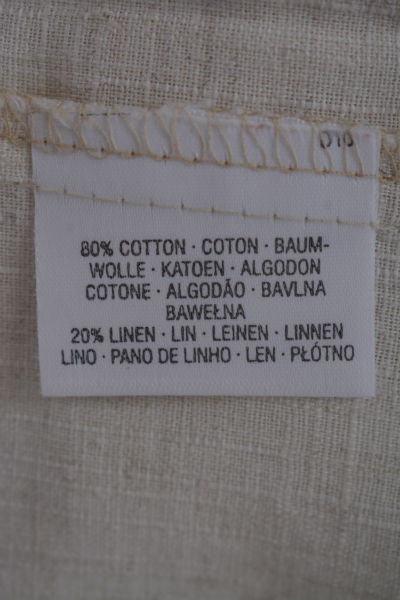 80% COTTON · COTON · BAUM-
WOLLE · KATOEN · ALGODON
COTONE · ALGODÃO · BAVLNA
BAWEŁNA
20% LINEN · LIN · LEINEN · LINNEN
LINO · PANO DE LINHO · LEN · PŁÓTNO